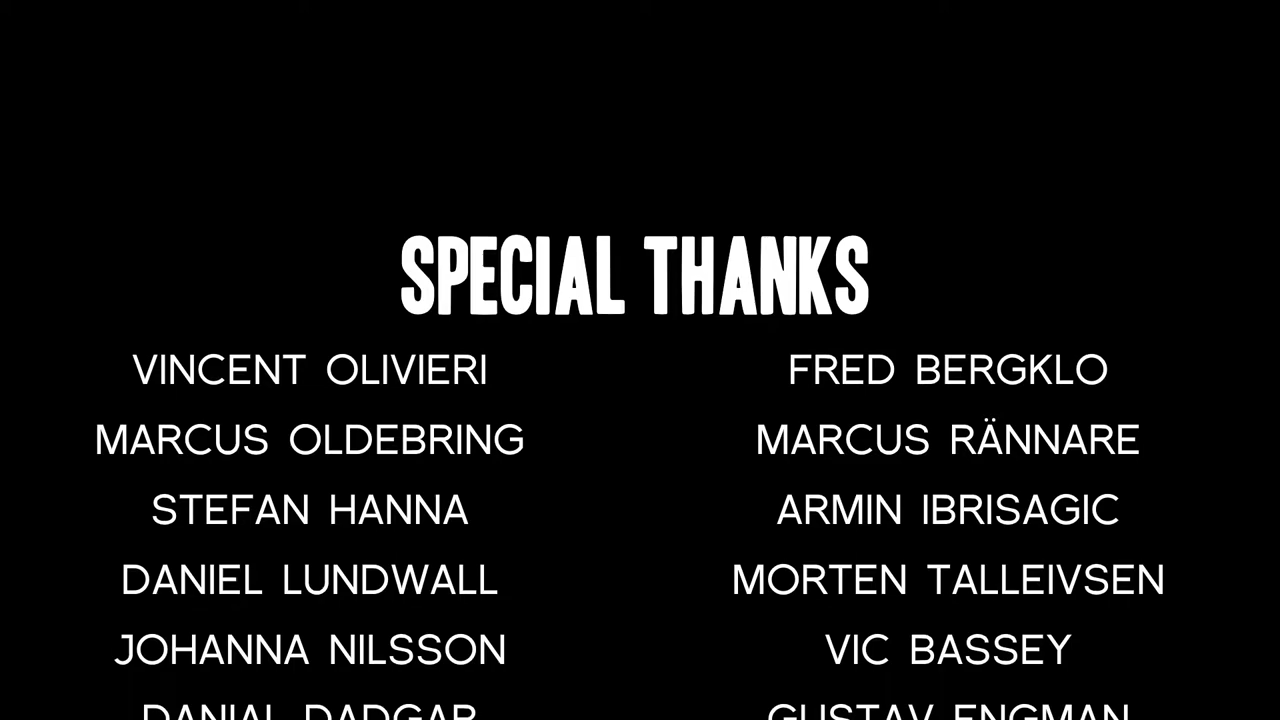 SPECIAL THANKS
VINCENT OLIVIERI FRED BERGKLO
MARCUS OLDEBRING MARCUS RÄNNARE
STEFAN HANNA ARMIN IBRISAGIC
DANIEL LUNDWALL MORTEN TALLEIVSEN
JOHANNA NILSSON VIC BASSEY
DANIAL DADGAR GUSTAV ENGMAN